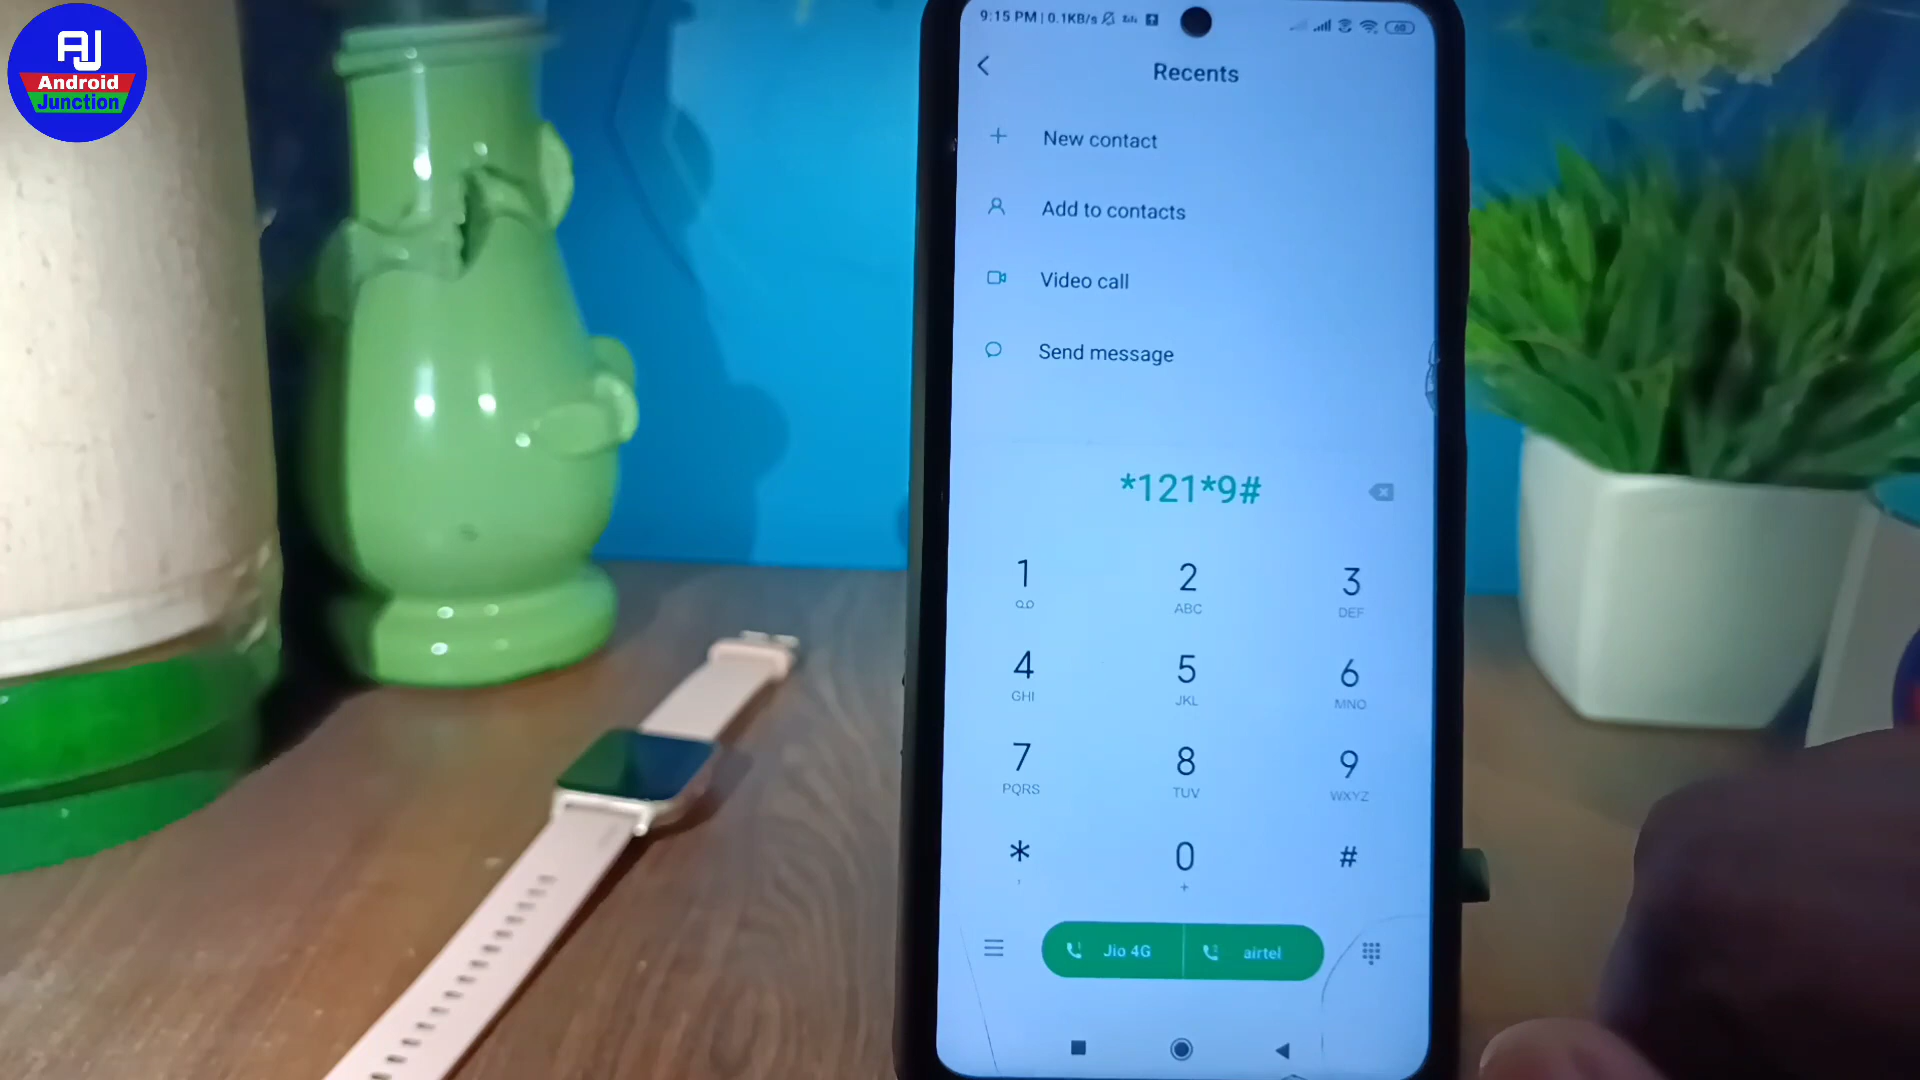 AJ
Android
Junction
9:15 PM | 0.1KB/s
60
Recents
New contact
Add to contacts
Video call
Send message
*121*9#
1
2
ABC
3
DEF
4
GHI
5
JKL
6
MNO
7
PQRS
8
TUV
9
WXYZ
*
,
0
+
#
Jio 4G
airtel